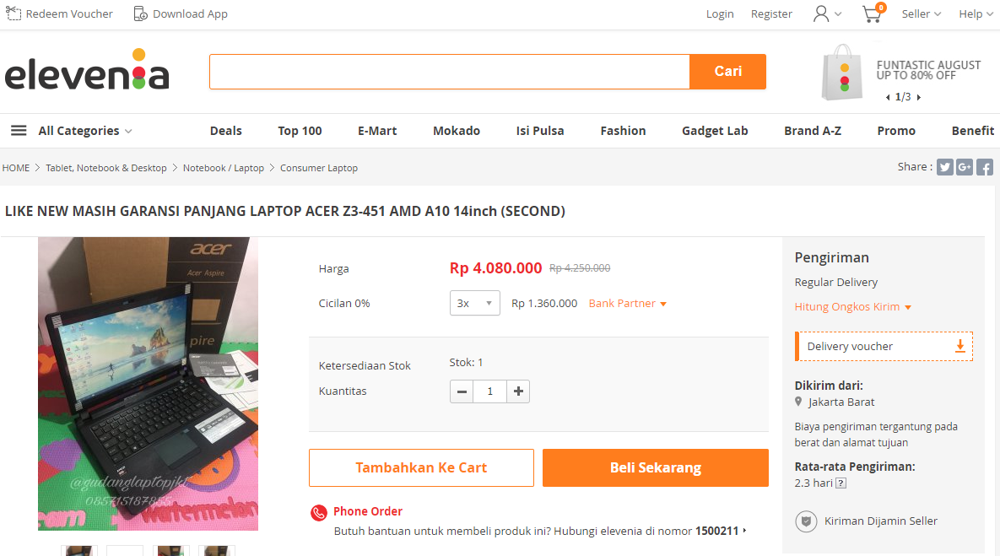 Redeem Voucher
Download App
Login
Register
0
Seller
Help
elevenia
Cari
FUNTASTIC AUGUST
UP TO 80% OFF
1/3
All Categories
Deals
Top 100
E-Mart
Mokado
Isi Pulsa
Fashion
Gadget Lab
Brand A-Z
Promo
Benefit
HOME > Tablet, Notebook & Desktop > Notebook / Laptop > Consumer Laptop
Share :
LIKE NEW MASIH GARANSI PANJANG LAPTOP ACER Z3-451 AMD A10 14inch (SECOND)
acer
Acer Aspire
pire
@gudanglaptopjkt
085715187855
eam
watermelon
Harga
Rp 4.080.000 Rp 4.250.000
Cicilan 0%
3x
Rp 1.360.000
Bank Partner
Ketersediaan Stok
Stok: 1
Kuantitas
1
Tambahkan Ke Cart
Beli Sekarang
Phone Order
Butuh bantuan untuk membeli produk ini? Hubungi elevenia di nomor 1500211
Pengiriman
Regular Delivery
Hitung Ongkos Kirim
Delivery voucher
Dikirim dari:
Jakarta Barat
Biaya pengiriman tergantung pada
berat dan alamat tujuan
Rata-rata Pengiriman:
2.3 hari ?
Kiriman Dijamin Seller